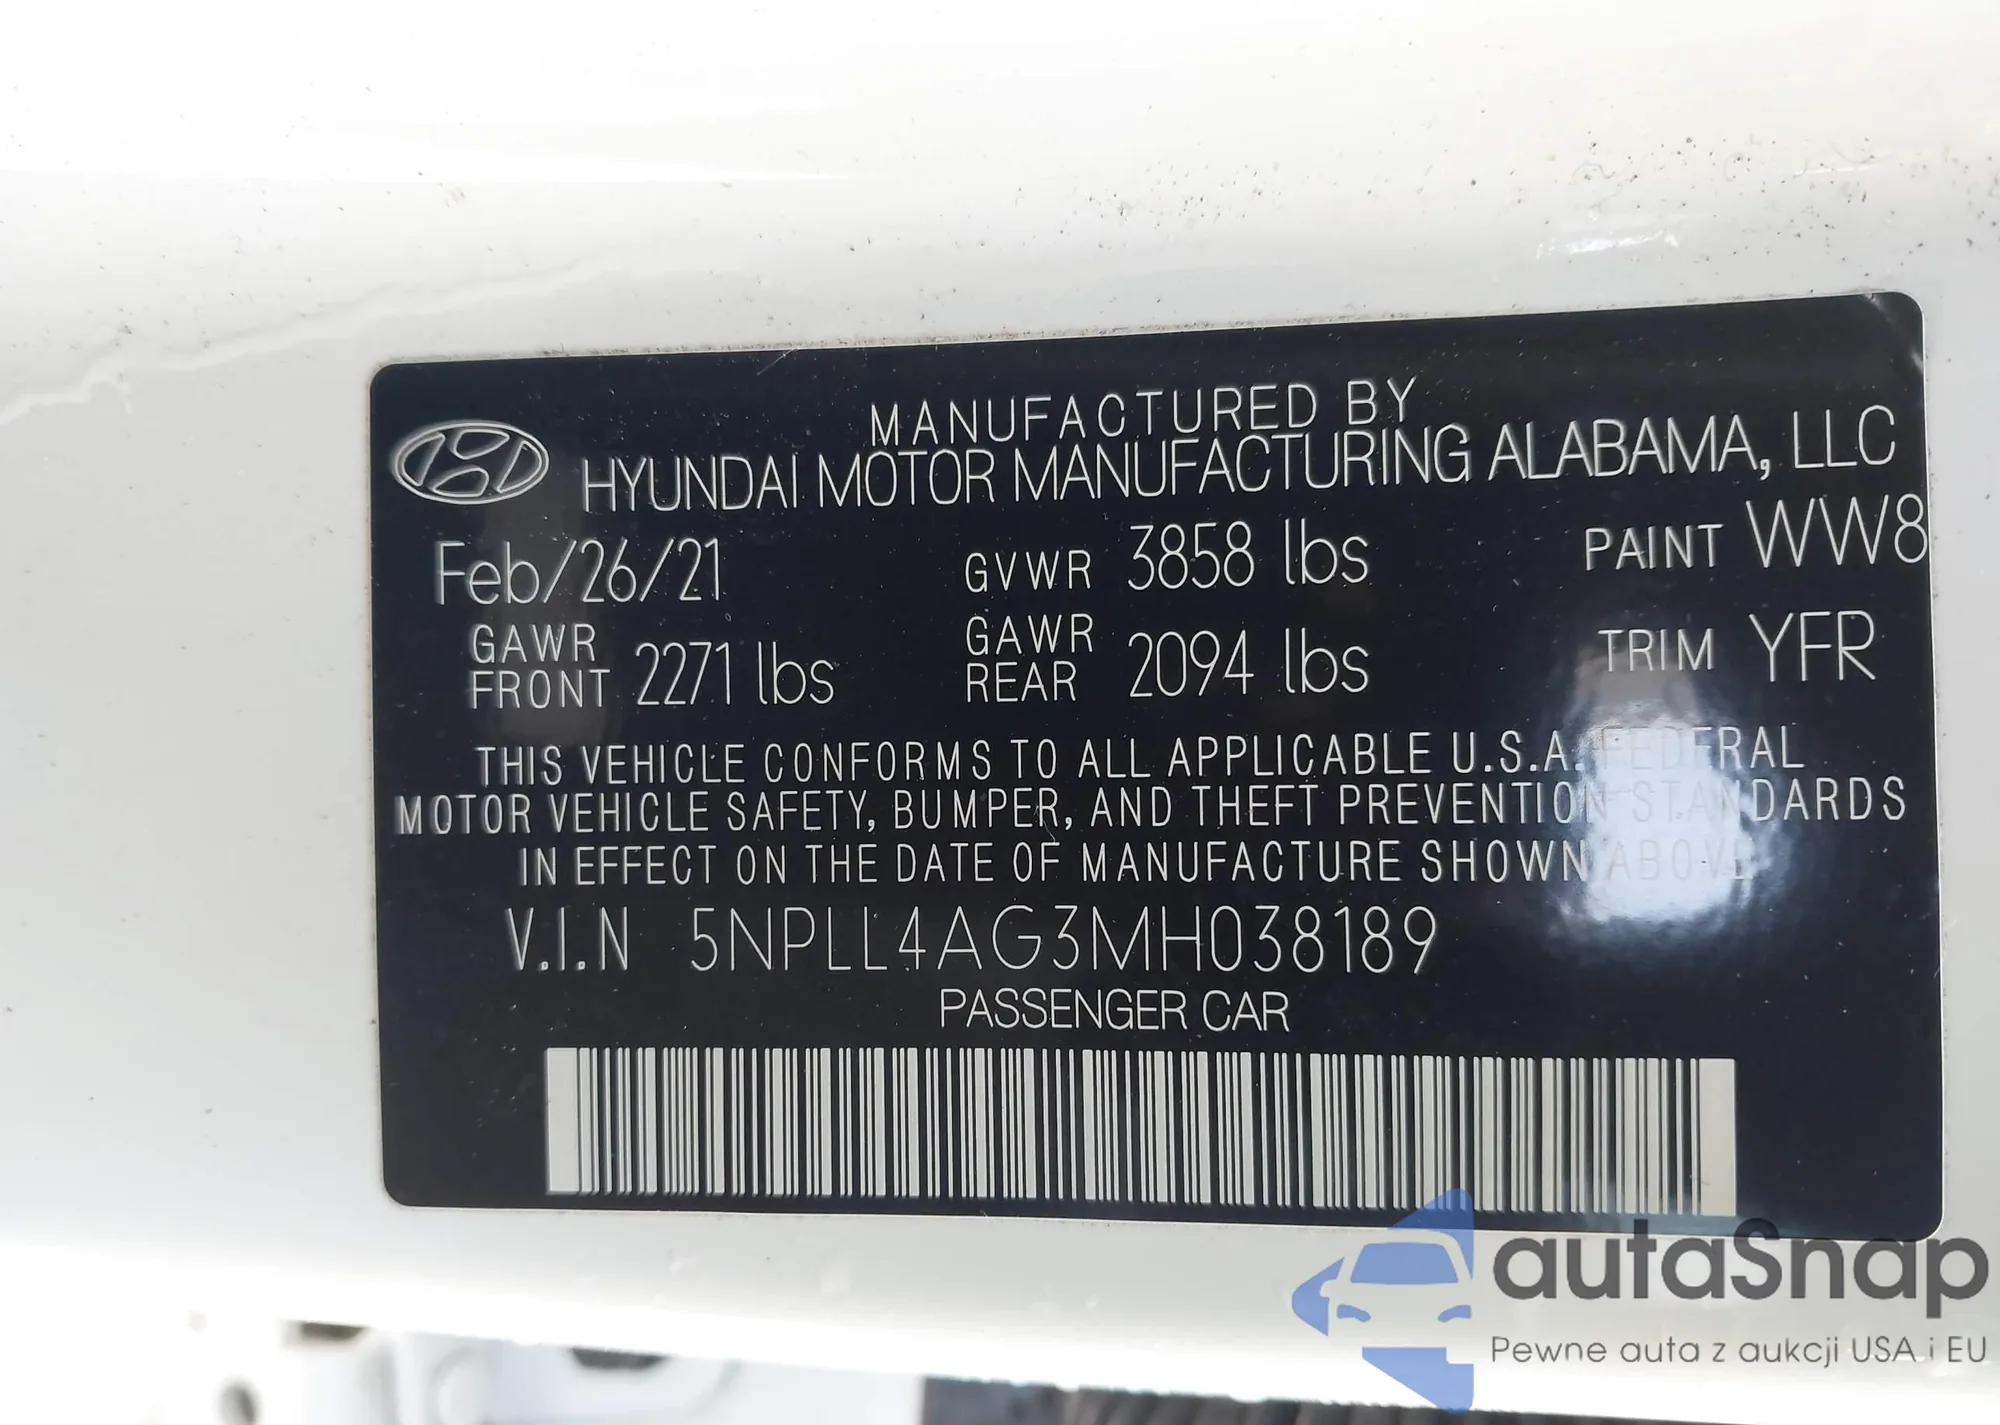 MANUFACTURED BY
HYUNDAI MOTOR MANUFACTURING ALABAMA, LLC
Feb/26/21 GVWR 3858 lbs PAINT WW8
GAWR FRONT 2271 lbs GAWR REAR 2094 lbs TRIM YFR
THIS VEHICLE CONFORMS TO ALL APPLICABLE U.S.A. FEDERAL
MOTOR VEHICLE SAFETY, BUMPER, AND THEFT PREVENTION STANDARDS
IN EFFECT ON THE DATE OF MANUFACTURE SHOWN ABOVE
V.I.N 5NPLL4AG3MH038189
PASSENGER CAR
autaSnap
Pewne auta z aukcji USA i EU